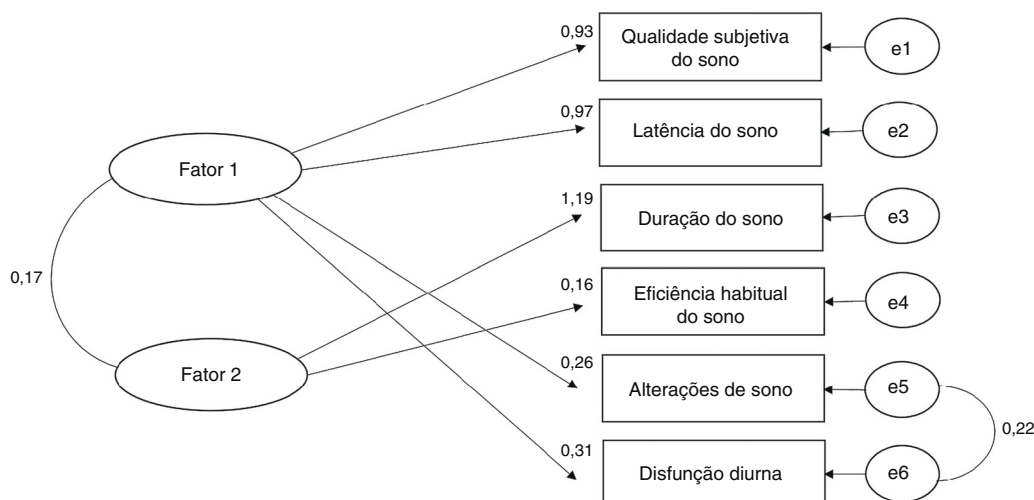 0,93
Qualidade subjetiva
do sono
e1
0,97
Latência do sono
e2
Fator 1
1,19
Duração do sono
e3
0,17
0,16
Eficiência habitual
do sono
e4
Fator 2
0,26
Alterações de sono
e5
0,22
0,31
Disfunção diurna
e6